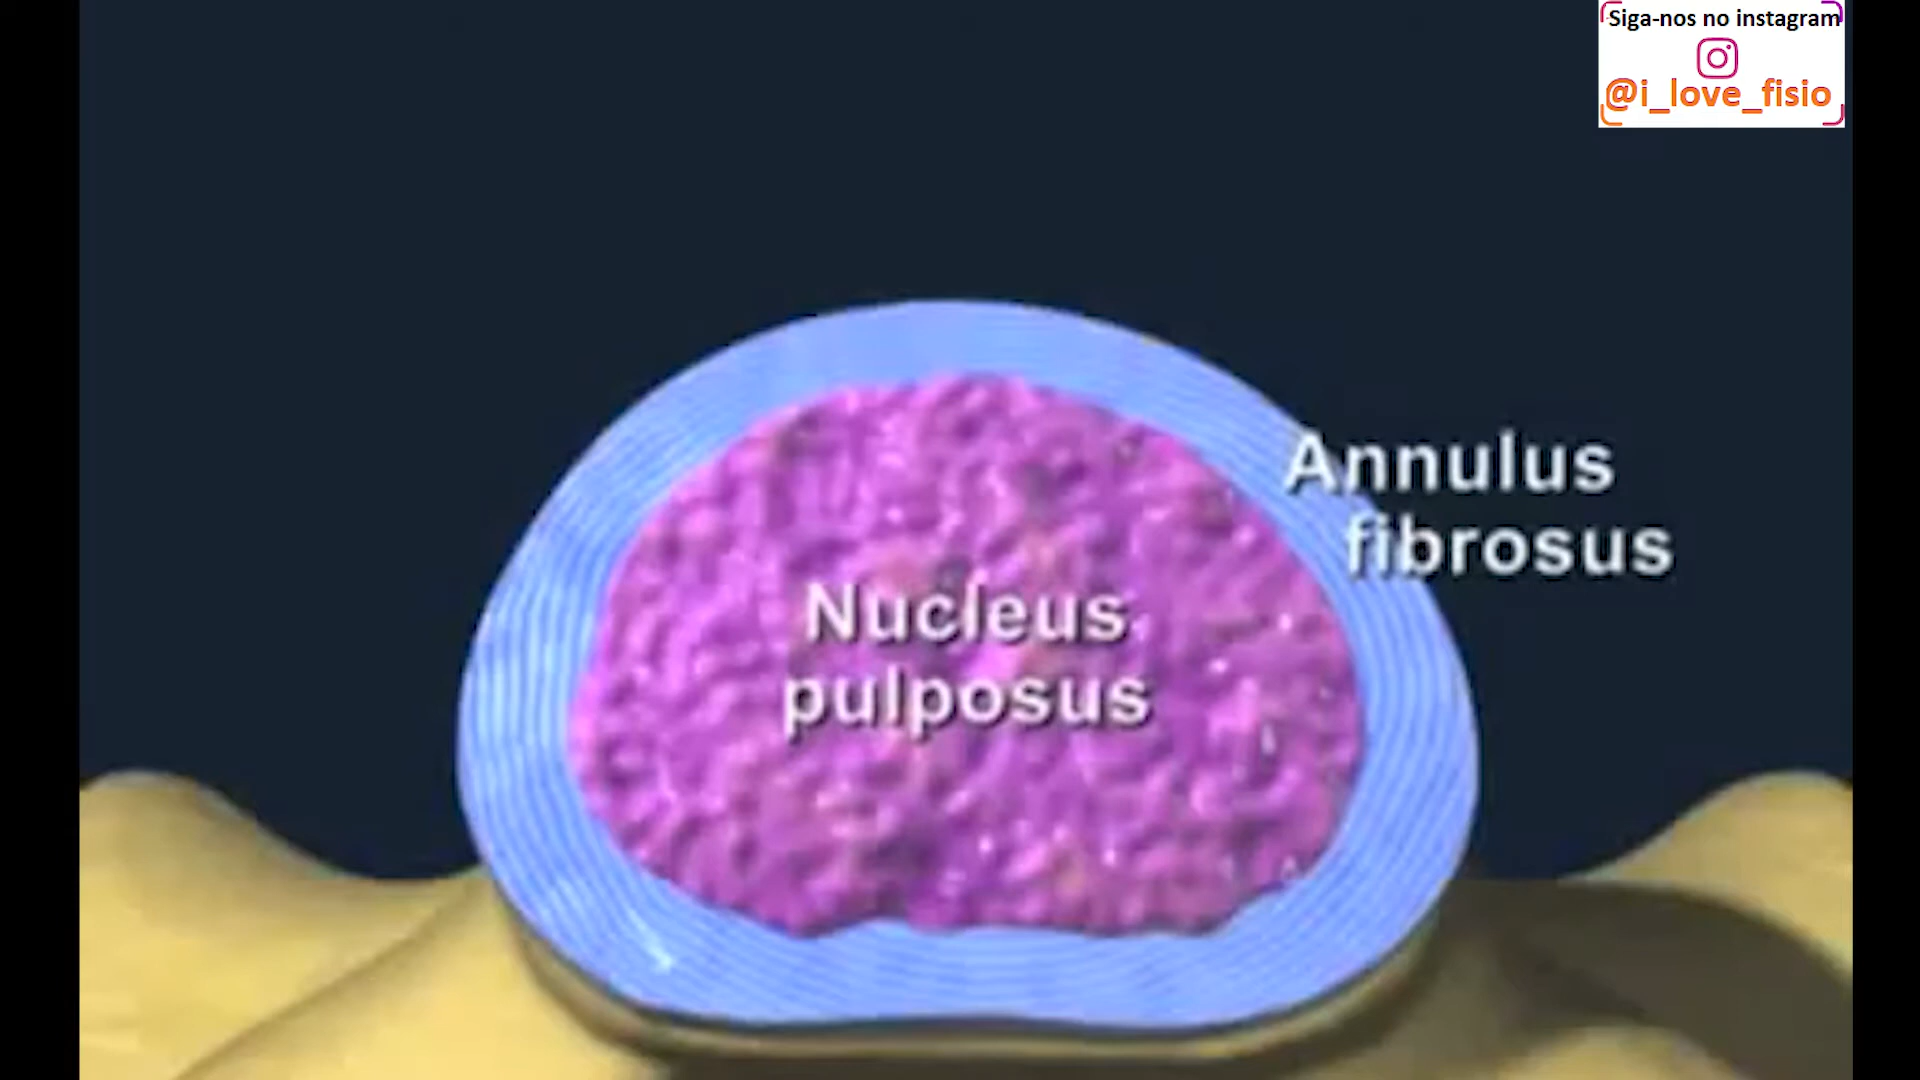 Siga-nos no instagram
@i_love_fisio
Annulus
fibrosus
Nucleus
pulposus